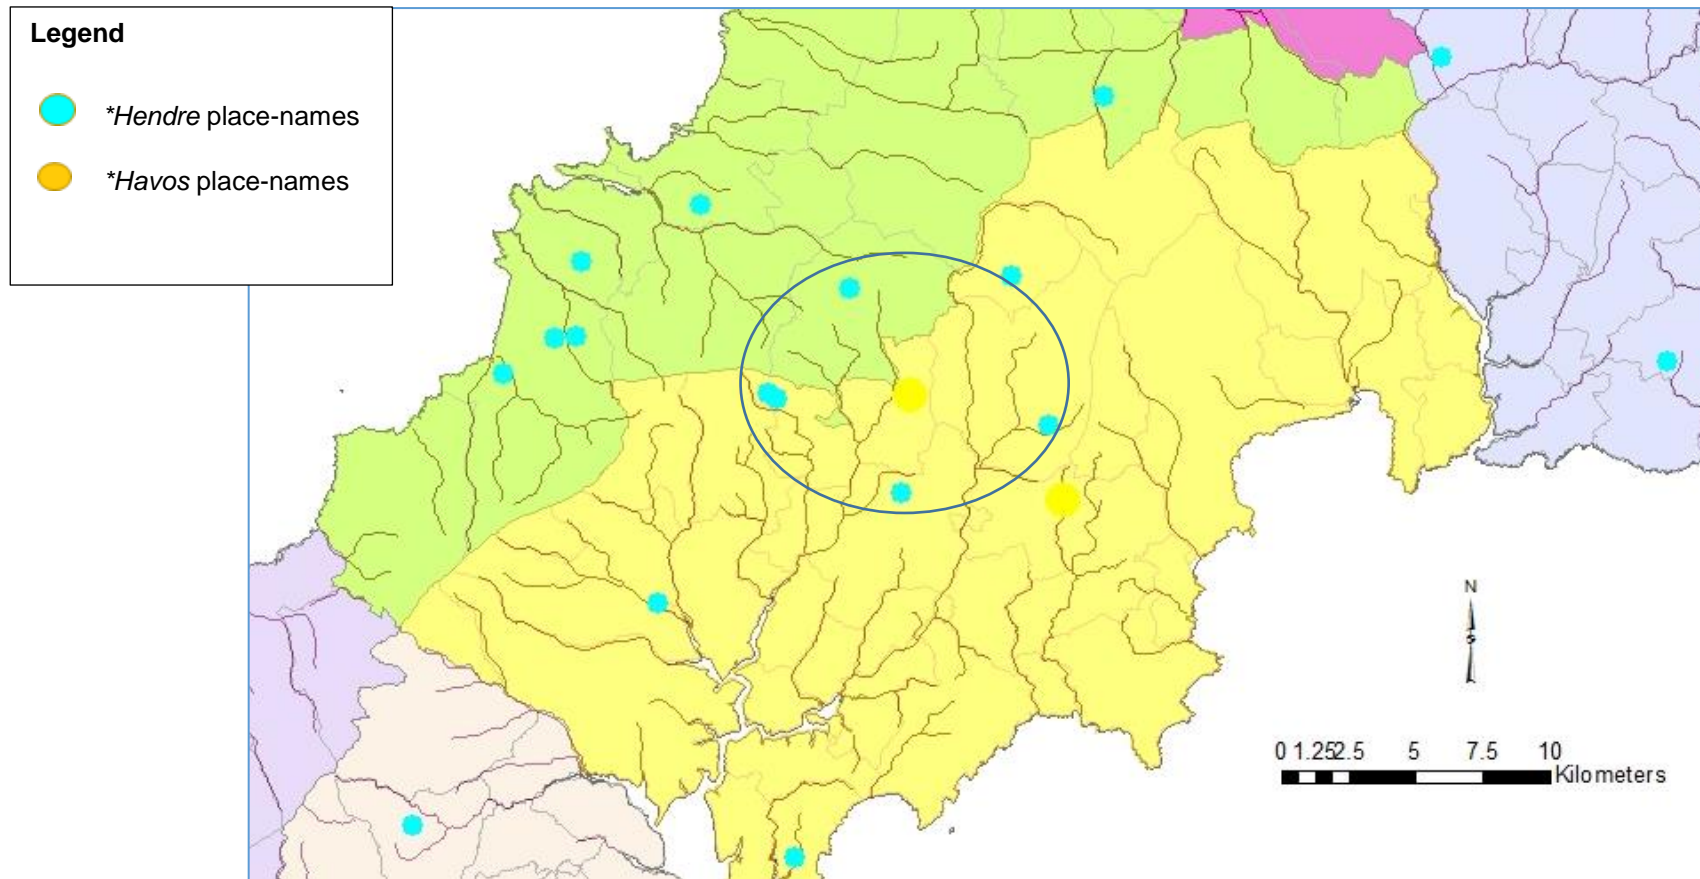 Legend
*Hendre place-names
*Havos place-names
N
S
0 1.252.5 5 7.5 10
Kilometers